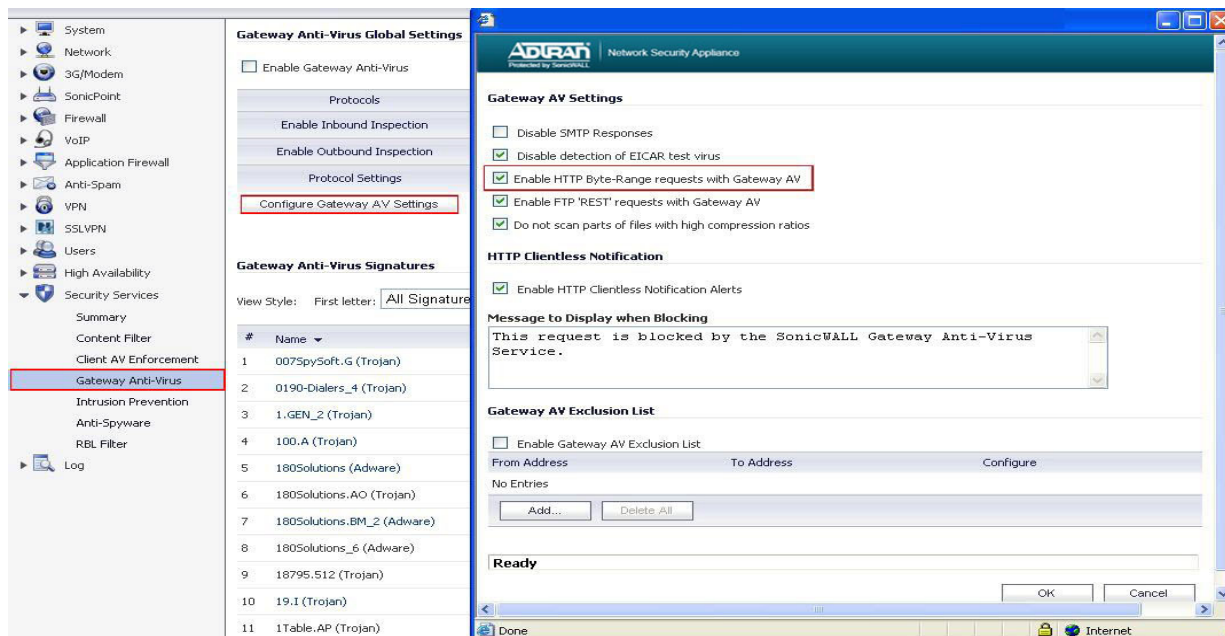 System
Network
3G/Modem
SonicPoint
Firewall
VoIP
Application Firewall
Anti-Spam
VPN
SSLVPN
Users
High Availability
Security Services
Summary
Content Filter
Client AV Enforcement
Gateway Anti-Virus
Intrusion Prevention
Anti-Spyware
RBL Filter
Log
Gateway Anti-Virus Global Settings
Enable Gateway Anti-Virus
Protocols
Enable Inbound Inspection
Enable Outbound Inspection
Protocol Settings
Configure Gateway AV Settings
Gateway Anti-Virus Signatures
View Style: First letter: All Signature
# Name
1 007SpySoft.G (Trojan)
2 0190-Dialers_4 (Trojan)
3 1.GEN_2 (Trojan)
4 100.A (Trojan)
5 180Solutions (Adware)
6 180Solutions.AO (Trojan)
7 180Solutions.BM_2 (Adware)
8 180Solutions_6 (Adware)
9 18795.512 (Trojan)
10 19.I (Trojan)
11 1Table.AP (Trojan)
ADTRAN Network Security Appliance
Protected by SonicWALL
Gateway AV Settings
Disable SMTP Responses
Disable detection of EICAR test virus
Enable HTTP Byte-Range requests with Gateway AV
Enable FTP 'REST' requests with Gateway AV
Do not scan parts of files with high compression ratios
HTTP Clientless Notification
Enable HTTP Clientless Notification Alerts
Message to Display when Blocking
This request is blocked by the SonicWALL Gateway Anti-Virus
Service.
Gateway AV Exclusion List
Enable Gateway AV Exclusion List
From Address To Address Configure
No Entries
Add... Delete All
Ready
OK Cancel
Done Internet